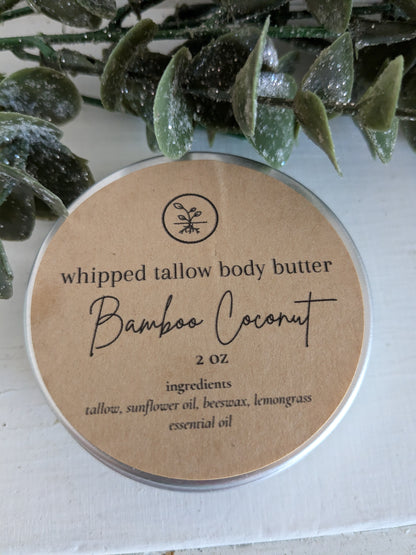 whipped tallow body butter
Bamboo Coconut
2 OZ
ingredients
tallow, sunflower oil, beeswax, lemongrass
essential oil